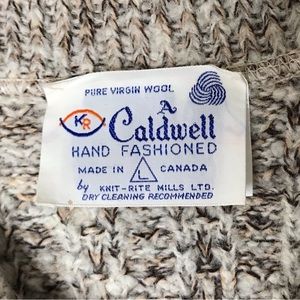 PURE VIRGIN WOOL
KR
A
Caldwell
HAND FASHIONED
MADE IN L CANADA
by KNIT-RITE MILLS LTD.
DRY CLEANING RECOMMENDED